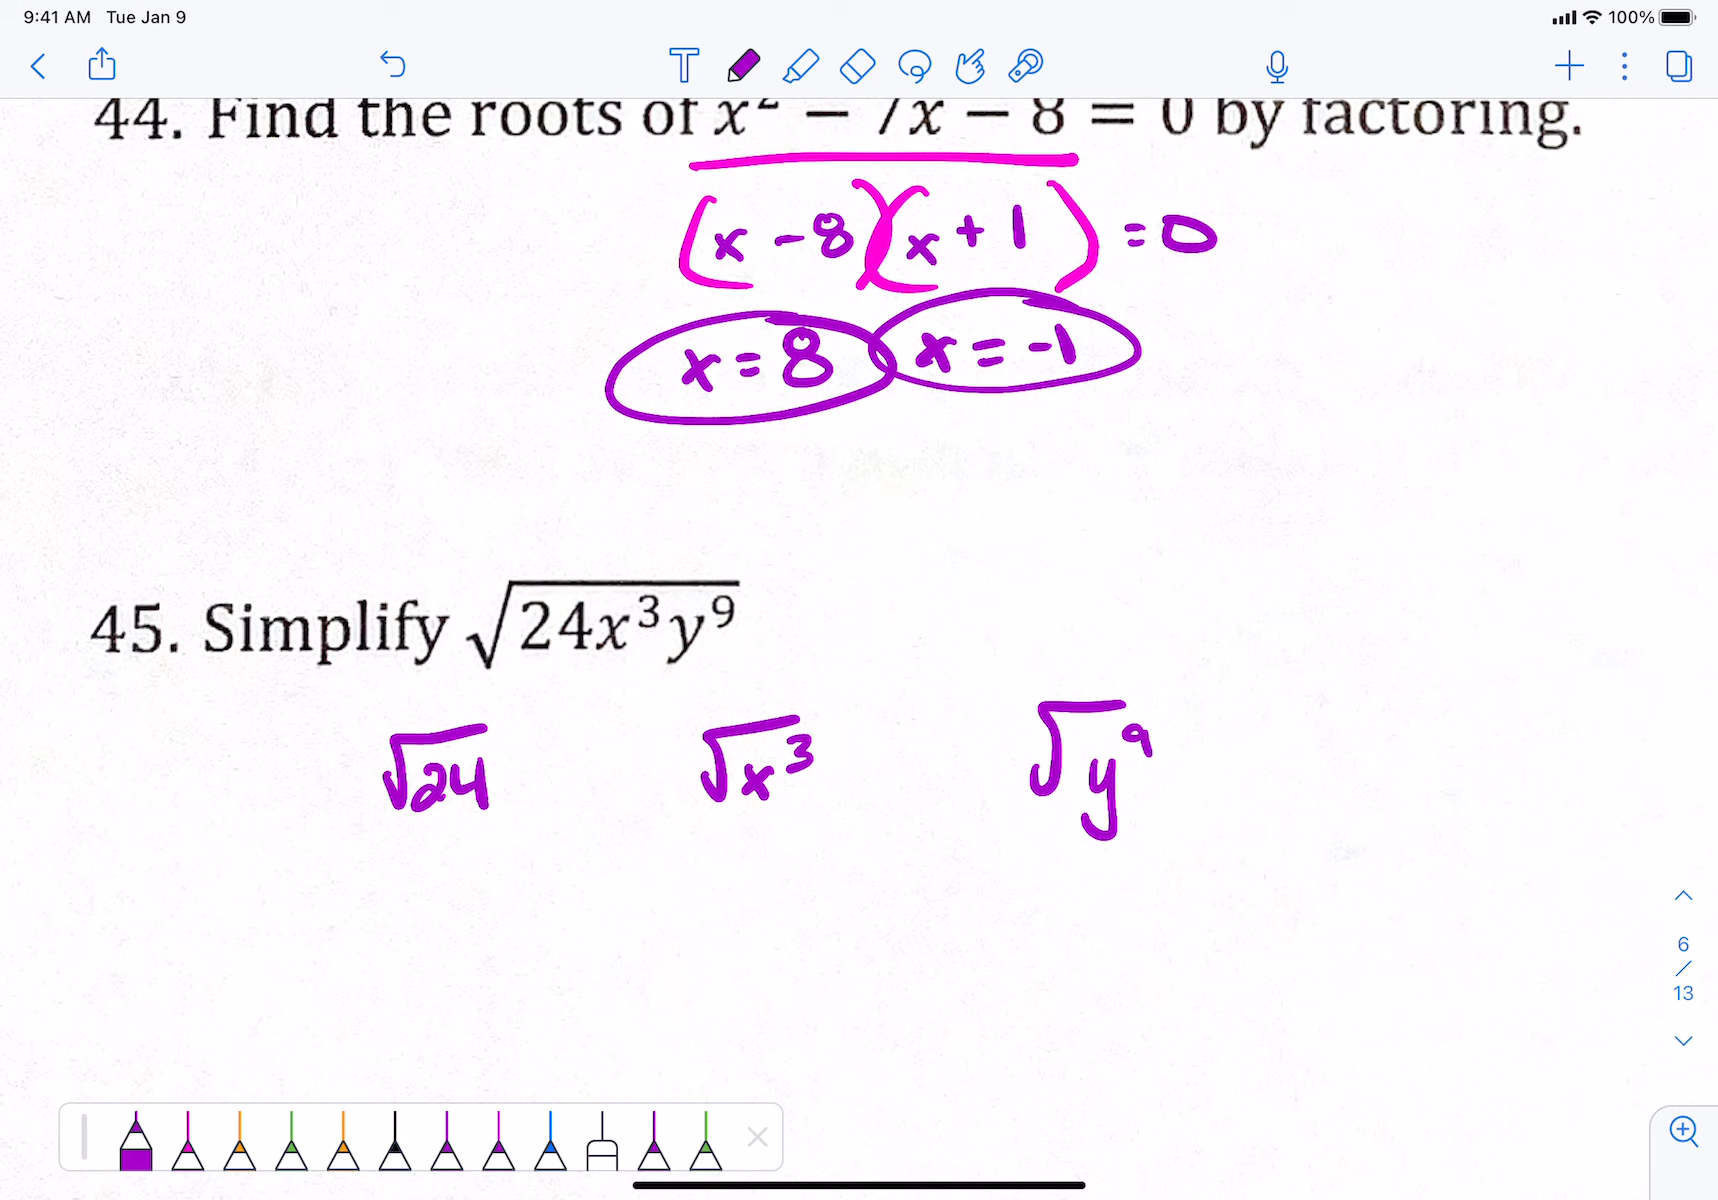 9:41 AM Tue Jan 9 100%
44. Find the roots of x² − 7x − 8 = 0 by factoring.
(x - 8)(x + 1) = 0
x = 8 x = -1
45. Simplify √24x³y⁹
√24 √x³ √y⁹
6
/
13